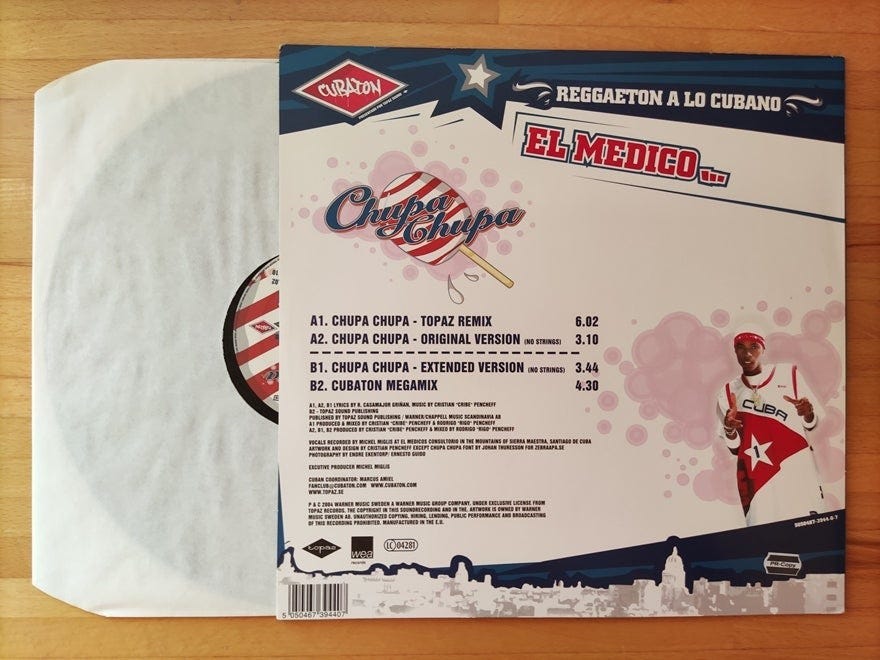 CUBATON
REGGAETON A LO CUBANO
EL MEDICO...
Chupa
Chupa
A1. CHUPA CHUPA - TOPAZ REMIX 6.02
A2. CHUPA CHUPA - ORIGINAL VERSION (NO STRINGS) 3.10
B1. CHUPA CHUPA - EXTENDED VERSION (NO STRINGS) 3.44
B2. CUBATON MEGAMIX 4.30
A1, A2, B1 LYRICS BY R. CASAMAJOR GRIÑAN, MUSIC BY CRISTIAN "CRIBE" PENCHEFF
B2 - TOPAZ SOUND PUBLISHING
PUBLISHED BY TOPAZ SOUND PUBLISHING / WARNER/CHAPPELL MUSIC SCANDINAVIA AB
A1 PRODUCED & MIXED BY CRISTIAN "CRIBE" PENCHEFF & RODRIGO "RIGO" PENCHEFF
A2, B1, B2 PRODUCED BY CRISTIAN "CRIBE" PENCHEFF & MIXED BY RODRIGO "RIGO" PENCHEFF
VOCALS RECORDED BY MICHEL MIGLIS AT EL MEDICOS CONSULTORIO IN THE MOUNTAINS OF SIERRA MAESTRA, SANTIAGO DE CUBA
ARTWORK AND DESIGN BY CRISTIAN PENCHEFF EXCEPT CHUPA CHUPA FONT BY JOHAN THURESSON FOR ZEBRAAPA.SE
PHOTOGRAPHY BY ENDRE EKENTORP: ERNESTO GUIDO
EXCUTIVE PRODUCER MICHEL MIGLIS
CUBAN COORDINATOR: MARCUS AMIEL
FANCLUB@CUBATON.COM WWW.CUBATON.COM
WWW.TOPAZ.SE
P & C 2004 WARNER MUSIC SWEDEN A WARNER MUSIC GROUP COMPANY. UNDER EXCLUSIVE LICENSE FROM
TOPAZ RECORDS. THE COPYRIGHT IN THIS SOUNDRECORDING AND IN THE, ARTWORK IS OWNED BY WARNER
MUSIC SWEDEN AB. UNAUTHORIZED COPYING, HIRING, LENDING, PUBLIC PERFORMANCE AND BROADCASTING
OF THIS RECORDING PROHIBITED. MANUFACTURED IN THE E.U.
CUBA
1
5050467-3944-0-7
topaz
wea
records
LC 04281
PR-Copy
5 050467 394407